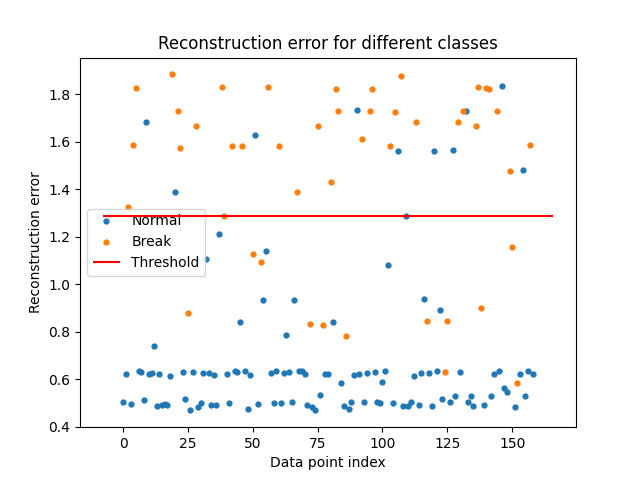 Reconstruction error for different classes
Reconstruction error
1.8
1.6
1.4
1.2
1.0
0.8
0.6
0.4
Normal
Break
Threshold
0
25
50
75
100
125
150
Data point index